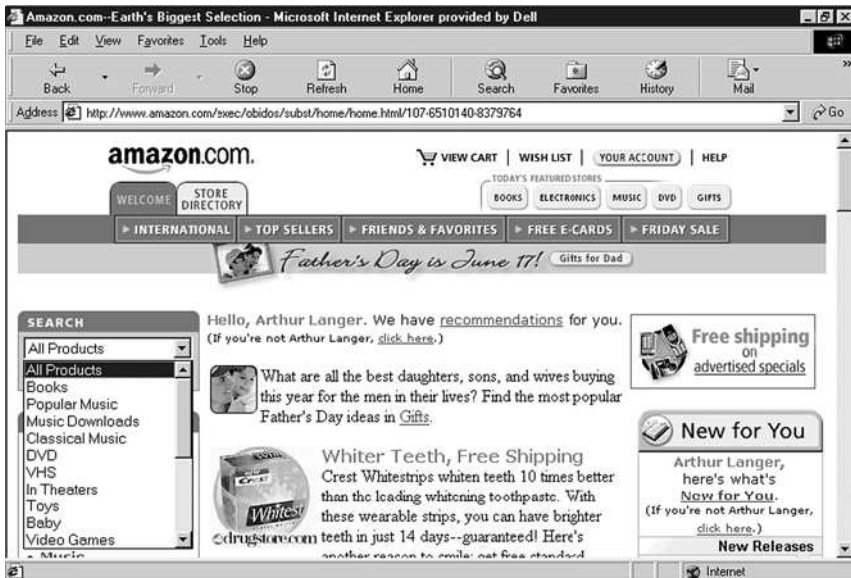 Amazon.com--Earth's Biggest Selection - Microsoft Internet Explorer provided by Dell
File Edit View Favorites Tools Help
Back Forward Stop Refresh Home Search Favorites History Mail
Address http://www.amazon.com/exec/obidos/subst/home/home.html/107-6510140-8379764 Go
amazon.com.
VIEW CART | WISH LIST | YOUR ACCOUNT | HELP
TODAY'S FEATURED STORES
WELCOME
STORE DIRECTORY
BOOKS ELECTRONICS MUSIC DVD GIFTS
INTERNATIONAL TOP SELLERS FRIENDS & FAVORITES FREE E-CARDS FRIDAY SALE
Father's Day is June 17! Gifts for Dad
SEARCH
All Products
All Products
Books
Popular Music
Music Downloads
Classical Music
DVD
VHS
In Theaters
Toys
Baby
Video Games
Music
Hello, Arthur Langer. We have recommendations for you.
(If you're not Arthur Langer, click here.)
What are all the best daughters, sons, and wives buying
this year for the men in their lives? Find the most popular
Father's Day ideas in Gifts.
Whiter Teeth, Free Shipping
Crest Whitestrips whiten teeth 10 times better
than the leading whitening toothpaste. With
these wearable strips, you can have brighter
teeth in just 14 days--guaranteed! Here's
another reason to smile: get free standard
CREST
Whitest
drugstore.com
Free shipping
on
advertised specials
New for You
Arthur Langer,
here's what's
New for You.
(If you're not Arthur Langer,
click here.)
New Releases
Internet